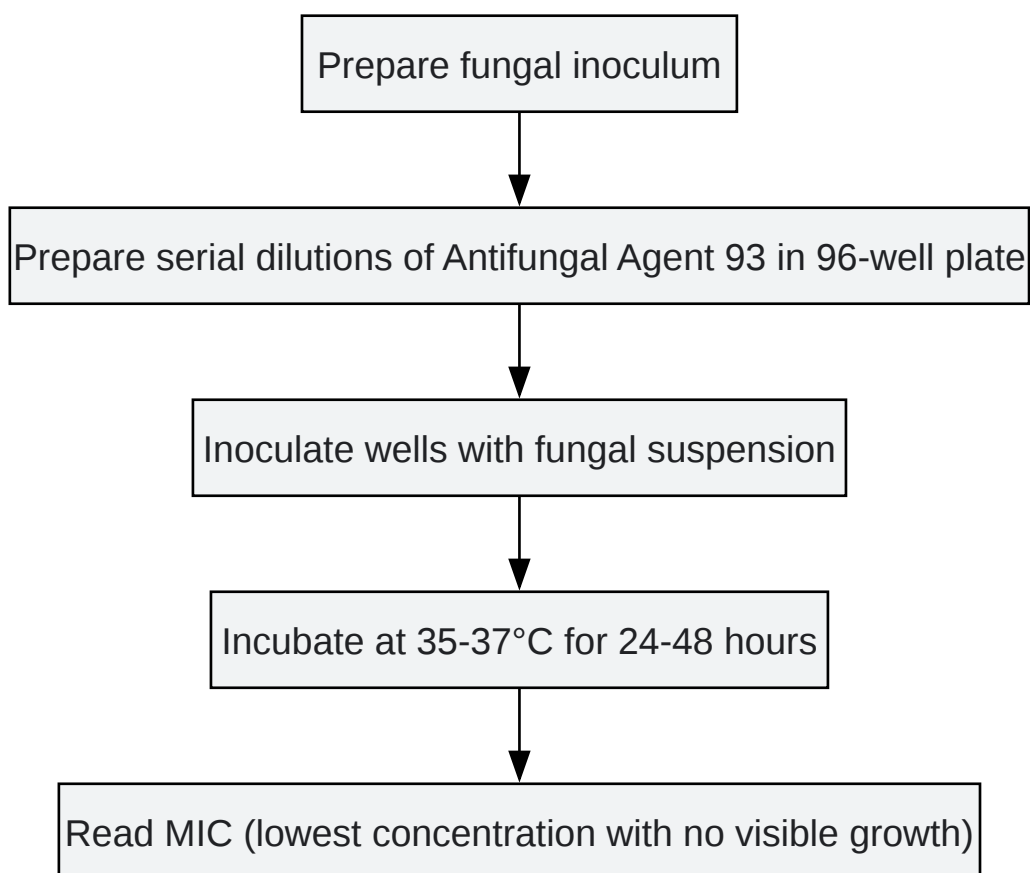 Prepare fungal inoculum
Prepare serial dilutions of Antifungal Agent 93 in 96-well plate
Inoculate wells with fungal suspension
Incubate at 35-37°C for 24-48 hours
Read MIC (lowest concentration with no visible growth)